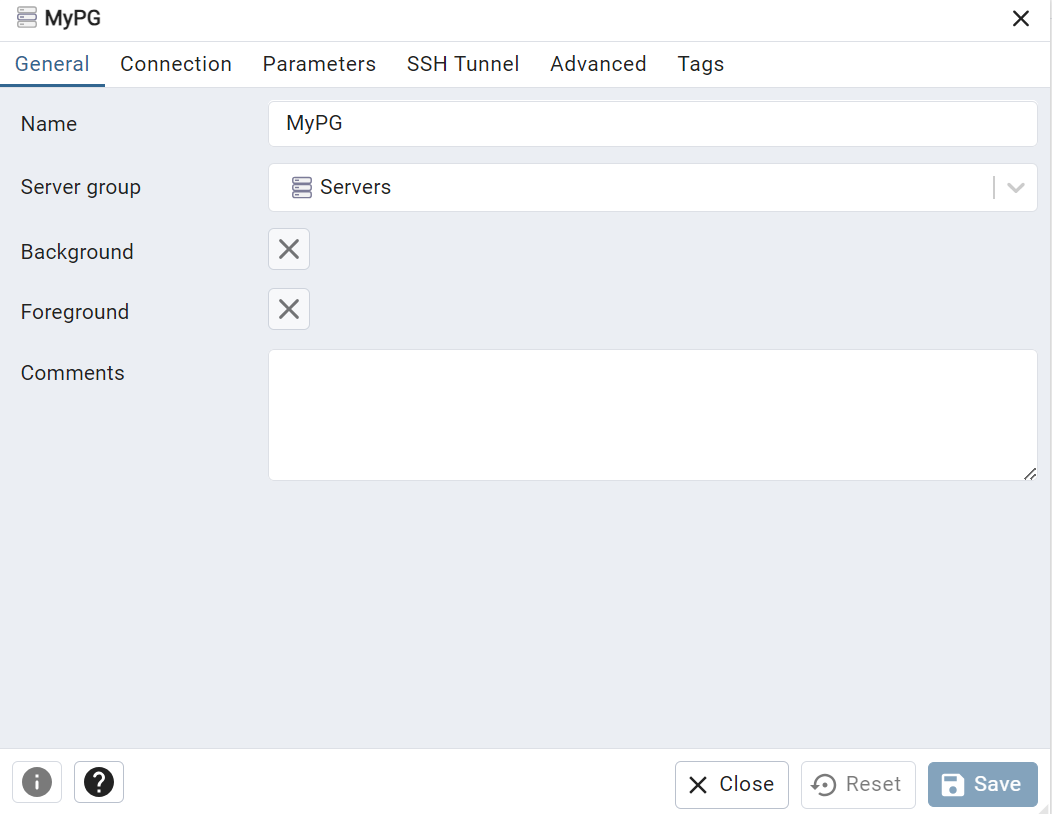 MyPG
General Connection Parameters SSH Tunnel Advanced Tags
Name MyPG
Server group Servers
Background
Foreground
Comments
Close Reset Save